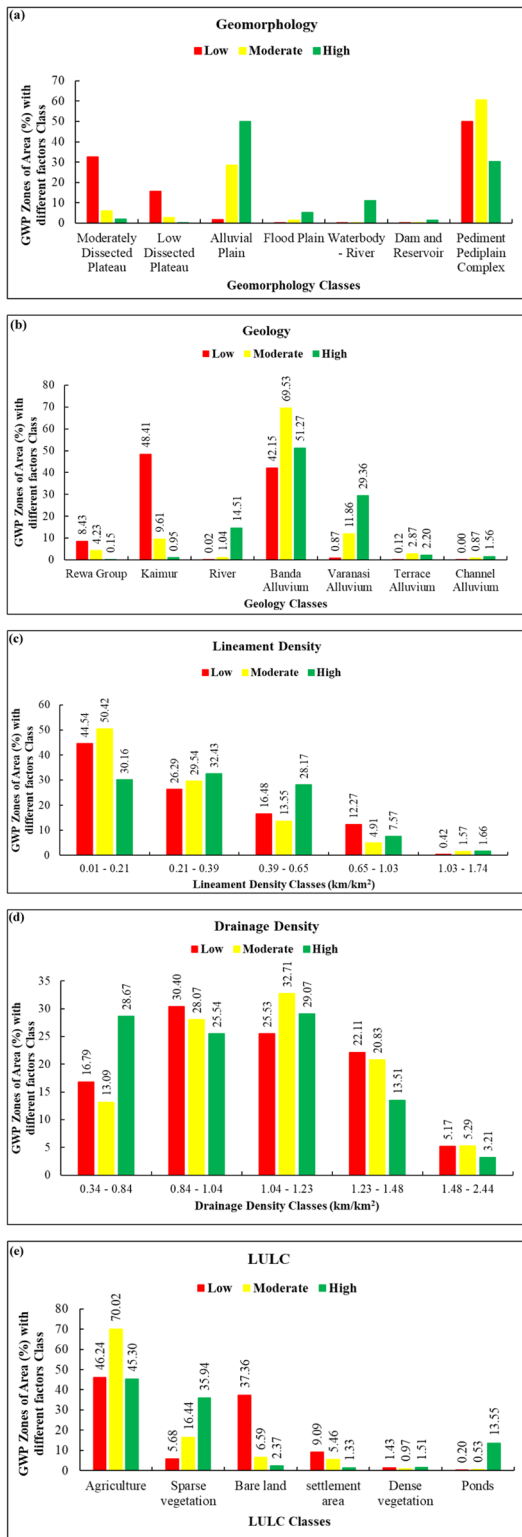 (a)
Geomorphology
Low Moderate High
GWP Zones of Area (%) with
different factors Class
70
60
50
40
30
20
10
0
Moderately
Dissected
Plateau
Low
Dissected
Plateau
Alluvial
Plain
Flood Plain
Waterbody
- River
Dam and
Reservoir
Pediment
Pediplain
Complex
Geomorphology Classes
(b)
Geology
Low Moderate High
GWP Zones of Area (%) with
different factors Class
80
70
60
50
40
30
20
10
0
8.43 4.23 0.15
48.41 9.61 0.95
0.02 1.04 14.51
42.15 69.53 51.27
0.87 11.86 29.36
0.12 2.87 2.20
0.00 0.87 1.56
Rewa Group
Kaimur
River
Banda
Alluvium
Varanasi
Alluvium
Terrace
Alluvium
Channel
Alluvium
Geology Classes
(c)
Lineament Density
Low Moderate High
GWP Zones of Area (%) with
different factors Class
60
50
40
30
20
10
0
44.54 50.42 30.16
26.29 29.54 32.43
16.48 13.55 28.17
12.27 4.91 7.57
0.42 1.57 1.66
0.01 - 0.21 0.21 - 0.39 0.39 - 0.65 0.65 - 1.03 1.03 - 1.74
Lineament Density Classes (km/km²)
(d)
Drainage Density
Low Moderate High
GWP Zones of Area (%) with
different factors Class
35
30
25
20
15
10
5
0
16.79 13.09 28.67
30.40 28.07 25.54
25.53 32.71 29.07
22.11 20.83 13.51
5.17 5.29 3.21
0.34 - 0.84 0.84 - 1.04 1.04 - 1.23 1.23 - 1.48 1.48 - 2.44
Drainage Density Classes (km/km²)
(e)
LULC
Low Moderate High
GWP Zones of Area (%) with
different factors Class
80
70
60
50
40
30
20
10
0
46.24 70.02 45.30
5.68 16.44 35.94
37.36 6.59 2.37
9.09 5.46 1.33
1.43 0.97 1.51
0.20 0.53 13.55
Agriculture
Sparse
vegetation
Bare land
settlement
area
Dense
vegetation
Ponds
LULC Classes